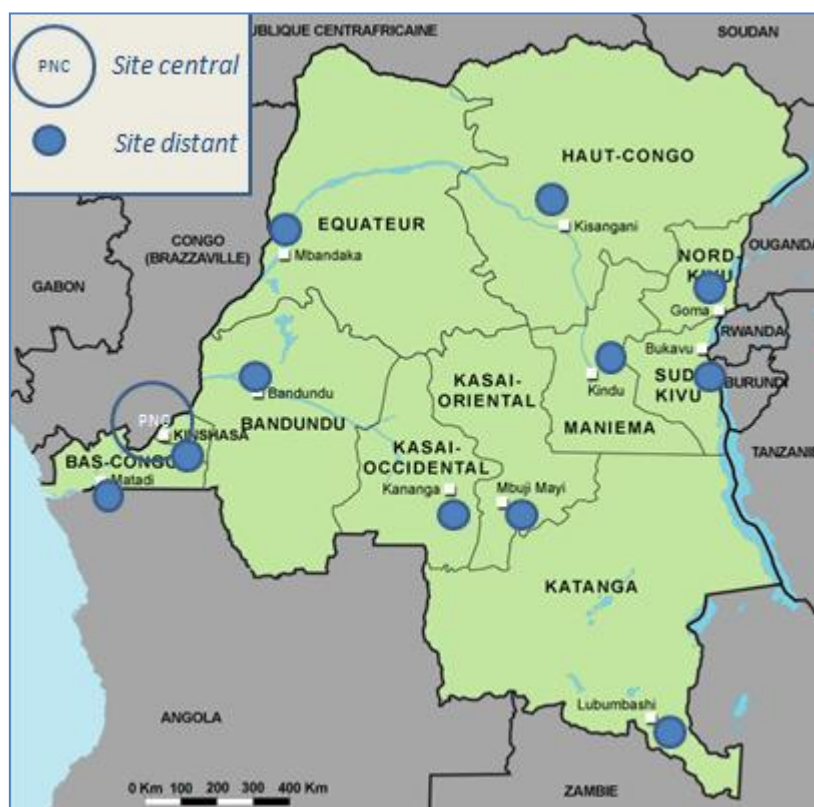 PNC
Site central
Site distant
UBLIQUE CENTRAFRICAINE
SOUDAN
HAUT-CONGO
EQUATEUR
Kisangani
CONGO
(BRAZZAVILLE)
Mbandaka
OUGANDA
NORD-
KIVU
GABON
Goma
RWANDA
Bukavu
BURUNDI
Kindu
SUD
KIVU
KASAI-
ORIENTAL
Bandundu
BANDUNDU
MANIEMA
PNC
KINSHASA
TANZANIE
BAS-CONGO
Matadi
KASAI-
OCCIDENTAL
Kananga
Mbuji Mayi
KATANGA
Lubumbashi
ANGOLA
0 Km 100 200 300 400 Km
ZAMBIE